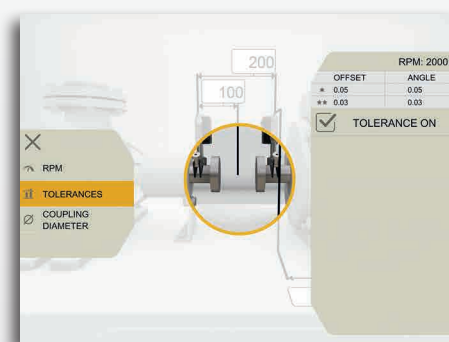 200
100
RPM: 2000
OFFSET ANGLE
* 0.05 0.05
** 0.03 0.03
TOLERANCE ON
RPM
TOLERANCES
COUPLING
DIAMETER